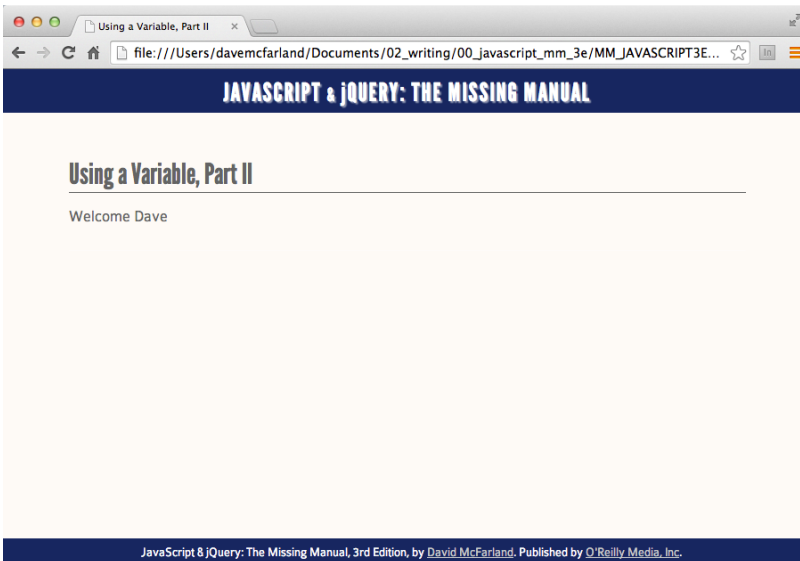 Using a Variable, Part II
file:///Users/davemcfarland/Documents/02_writing/00_javascript_mm_3e/MM_JAVASCRIPT3E...
JAVASCRIPT & jQUERY: THE MISSING MANUAL
Using a Variable, Part II
Welcome Dave
JavaScript & jQuery: The Missing Manual, 3rd Edition, by David McFarland. Published by O'Reilly Media, Inc.